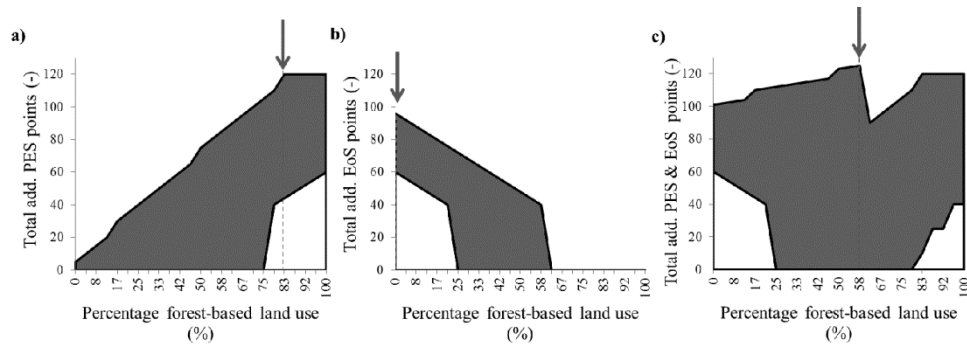 a)
Total add. PES points (-)
120
100
80
60
40
20
0
0 8 17 25 33 42 50 58 67 75 83 92 100
Percentage forest-based land use
(%)
b)
Total add. EoS points (-)
120
100
80
60
40
20
0
0 8 17 25 33 42 50 58 67 75 83 92 100
Percentage forest-based land use
(%)
c)
Total add. PES & EoS points (-)
120
100
80
60
40
20
0
0 8 17 25 33 42 50 58 67 75 83 92 100
Percentage forest-based land use
(%)